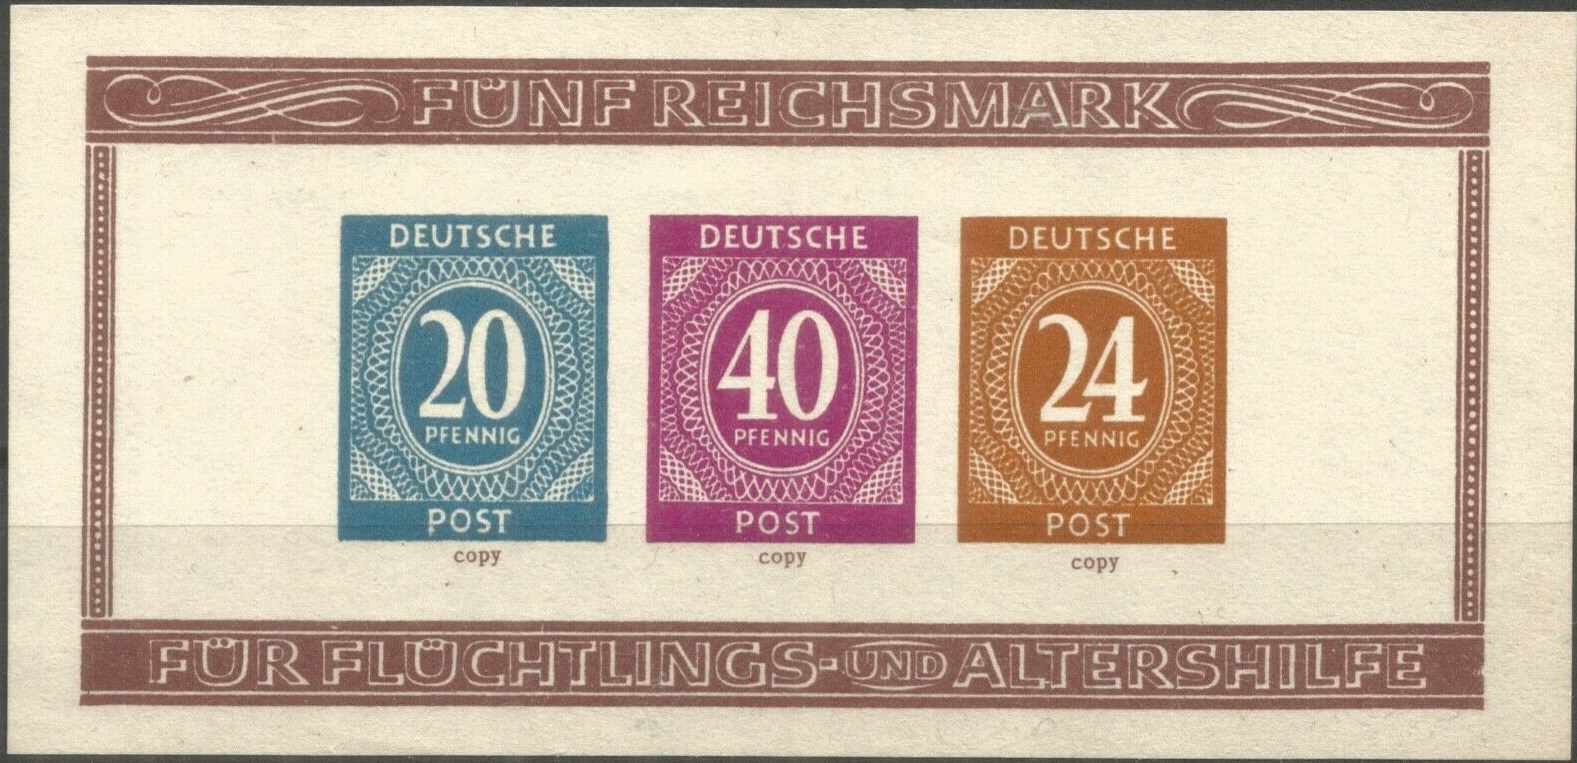 FÜNF REICHSMARK
DEUTSCHE
20
PFENNIG
POST
copy
DEUTSCHE
40
PFENNIG
POST
copy
DEUTSCHE
24
PFENNIG
POST
copy
FÜR FLÜCHTLINGS-UND ALTERSHILFE